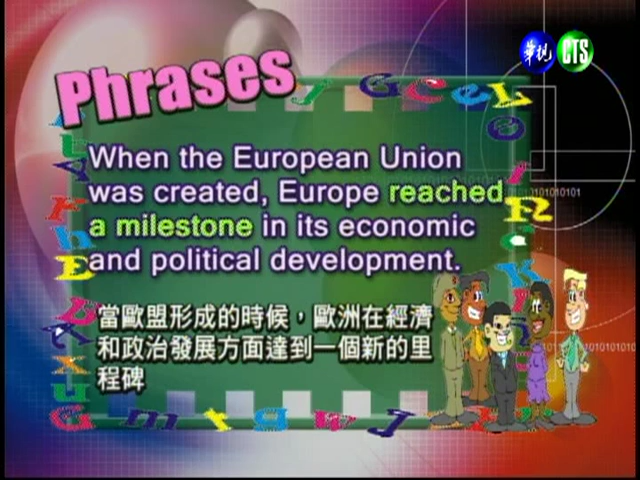 華視 CTS
Phrases
When the European Union
was created, Europe reached
a milestone in its economic
and political development.
當歐盟形成的時候，歐洲在經濟
和政治發展方面達到一個新的里
程碑